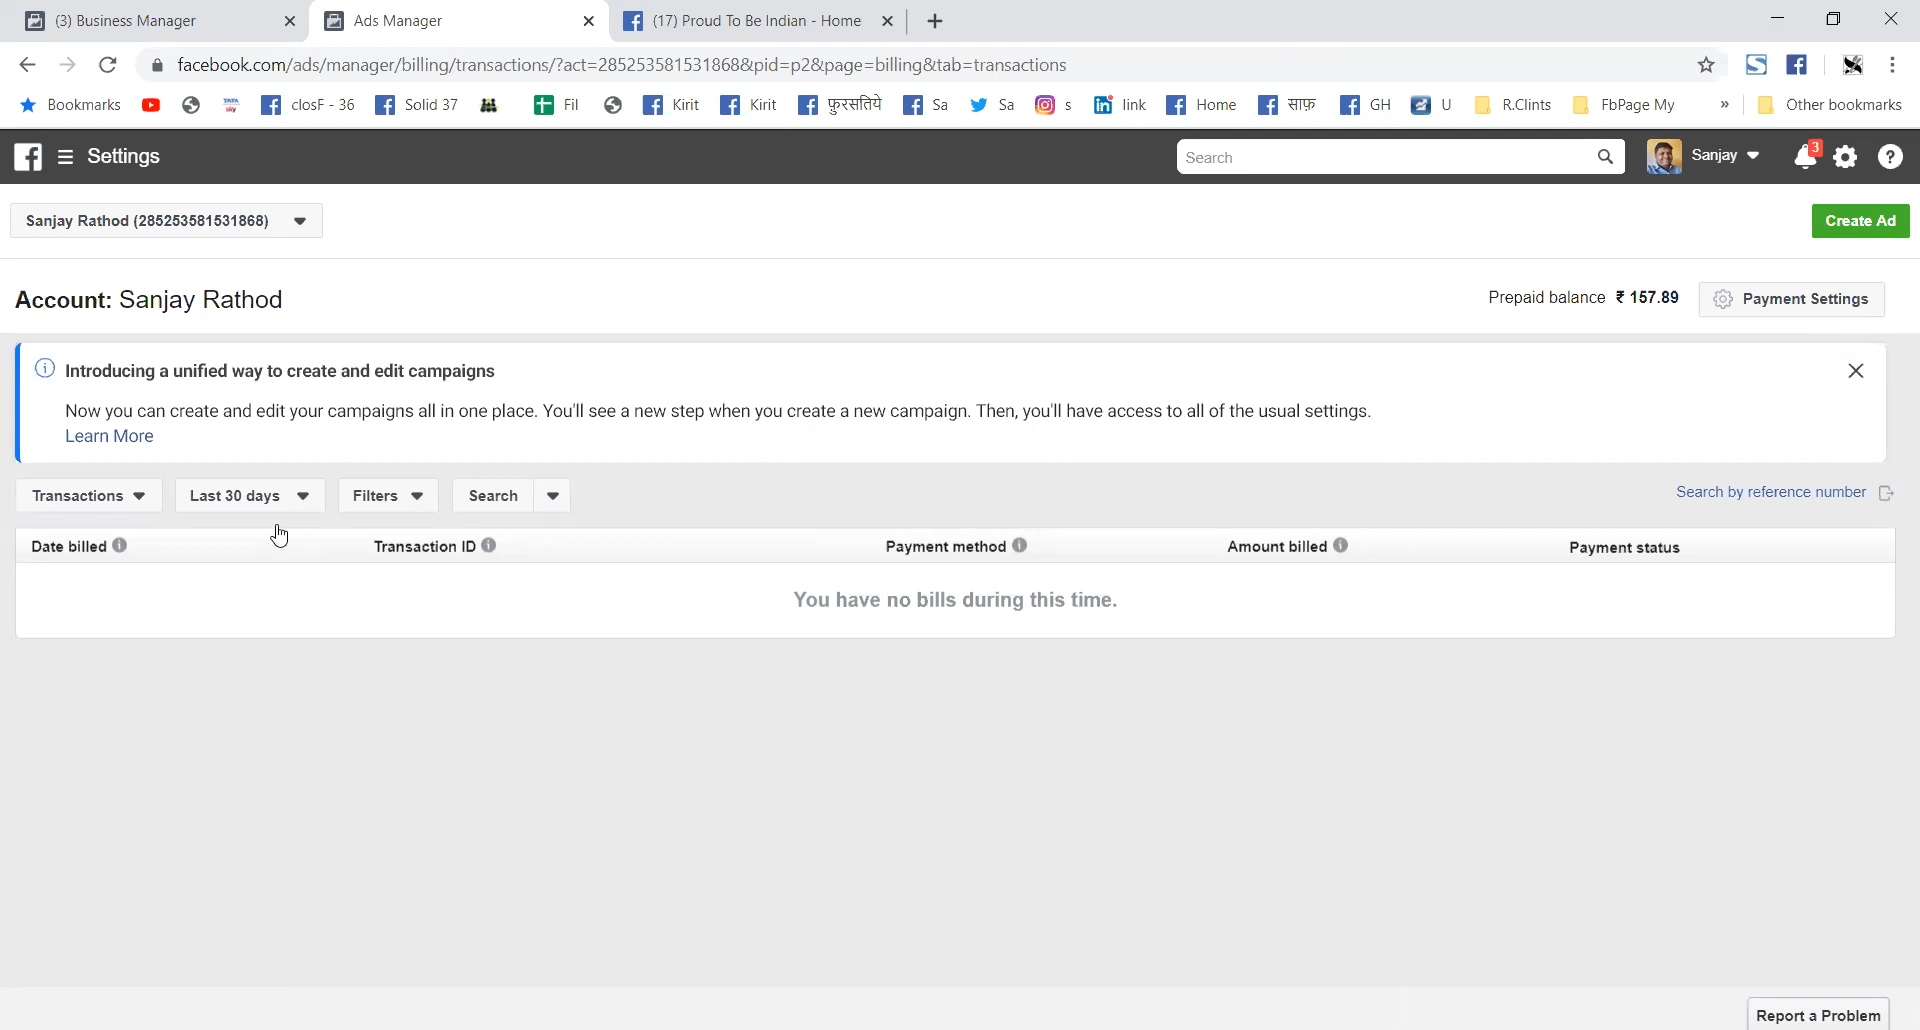 (3) Business Manager
Ads Manager
(17) Proud To Be Indian - Home
facebook.com/ads/manager/billing/transactions/?act=285253581531868&pid=p2&page=billing&tab=transactions
Bookmarks closF - 36 Solid 37 Fil Kirit Kirit फ़ुरसतिये Sa Sa s link Home साफ़ GH U R.Clints FbPage My » Other bookmarks
Settings
Search
Sanjay
3
Sanjay Rathod (285253581531868)
Create Ad
Account: Sanjay Rathod
Prepaid balance ₹ 157.89
Payment Settings
Introducing a unified way to create and edit campaigns
Now you can create and edit your campaigns all in one place. You'll see a new step when you create a new campaign. Then, you'll have access to all of the usual settings.
Learn More
Transactions Last 30 days Filters Search
Search by reference number
Date billed Transaction ID Payment method Amount billed Payment status
You have no bills during this time.
Report a Problem